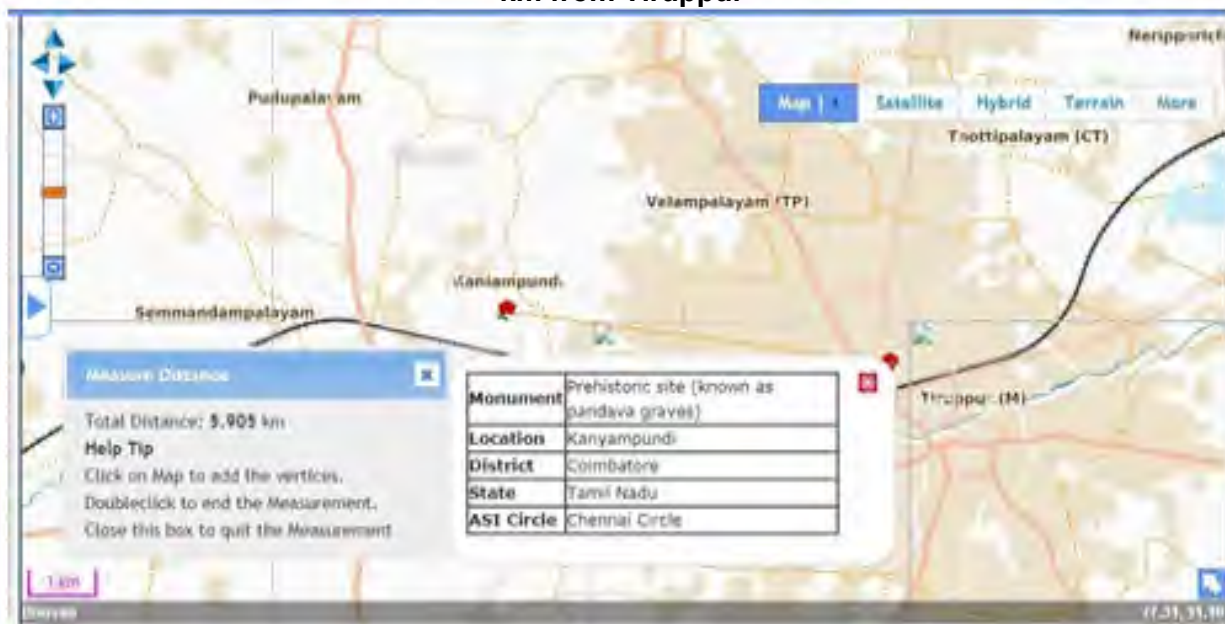 km from Tiruppur
Pudupalayam
Map
Satellite
Hybrid
Terrain
More
Thottipalayam (CT)
Velampalayam (TP)
Semmandampalayam
Measure Distance
Total Distance: 5.905 km
Help Tip
Click on Map to add the vertices.
Doubleclick to end the Measurement.
Close this box to quit the Measurement
Monument Prehistoric site (known as
pandava graves)
Location Kanyampundi
District Coimbatore
State Tamil Nadu
ASI Circle Chennai Circle
Tiruppur (M)
1 km